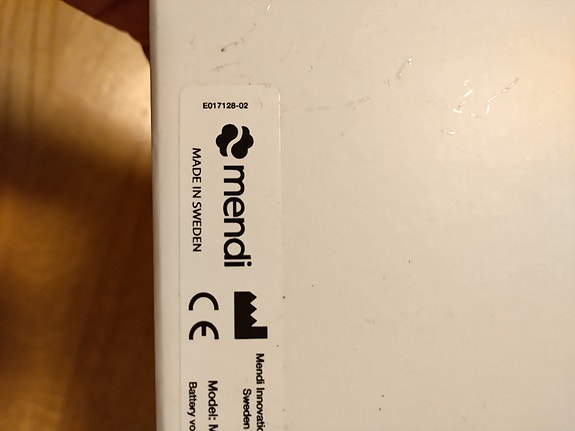 E017128-02
mendi
MADE IN SWEDEN
CE
Mendi
Sweden
Model:
Battery